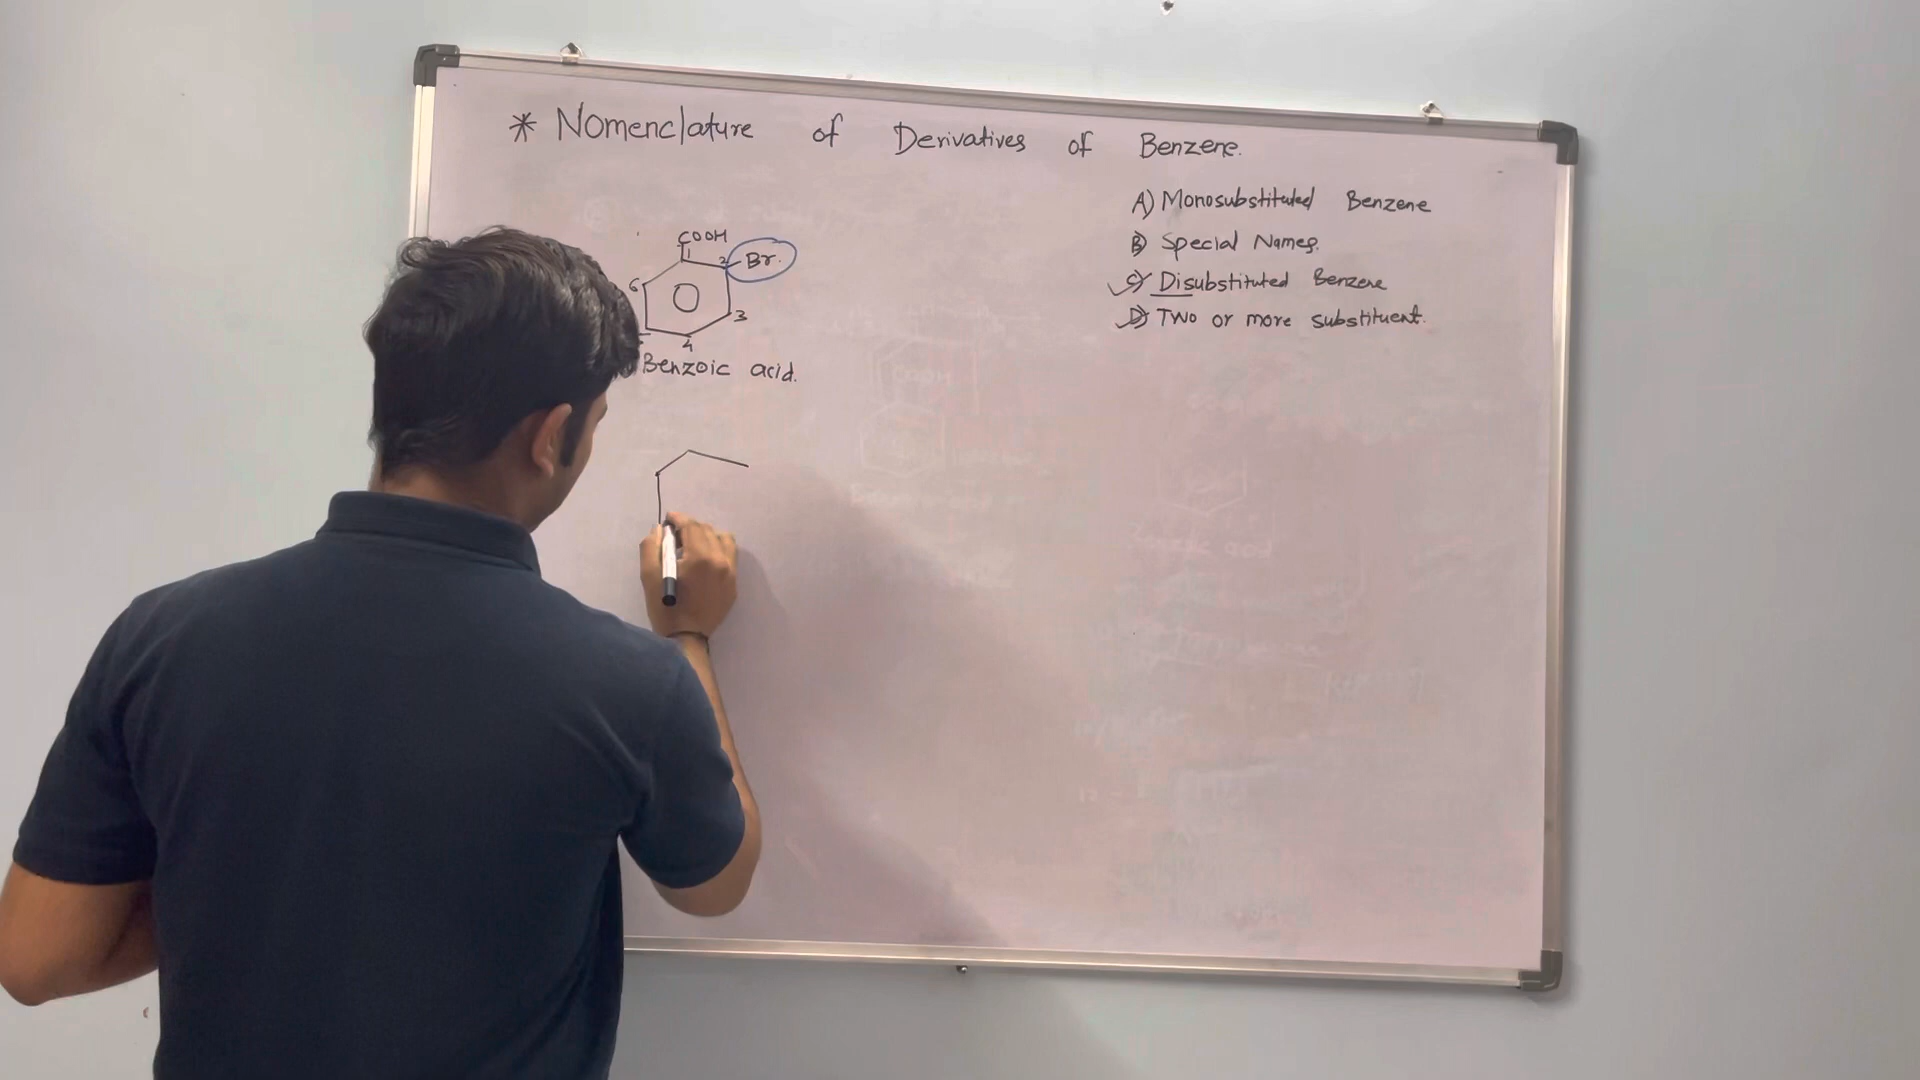 * Nomenclature of Derivatives of Benzene.
A) Monosubstituted Benzene
B) Special Names.
C) Disubstituted Benzene
D) Two or more substituent.
COOH
1
2
Br.
6
3
4
Benzoic acid.